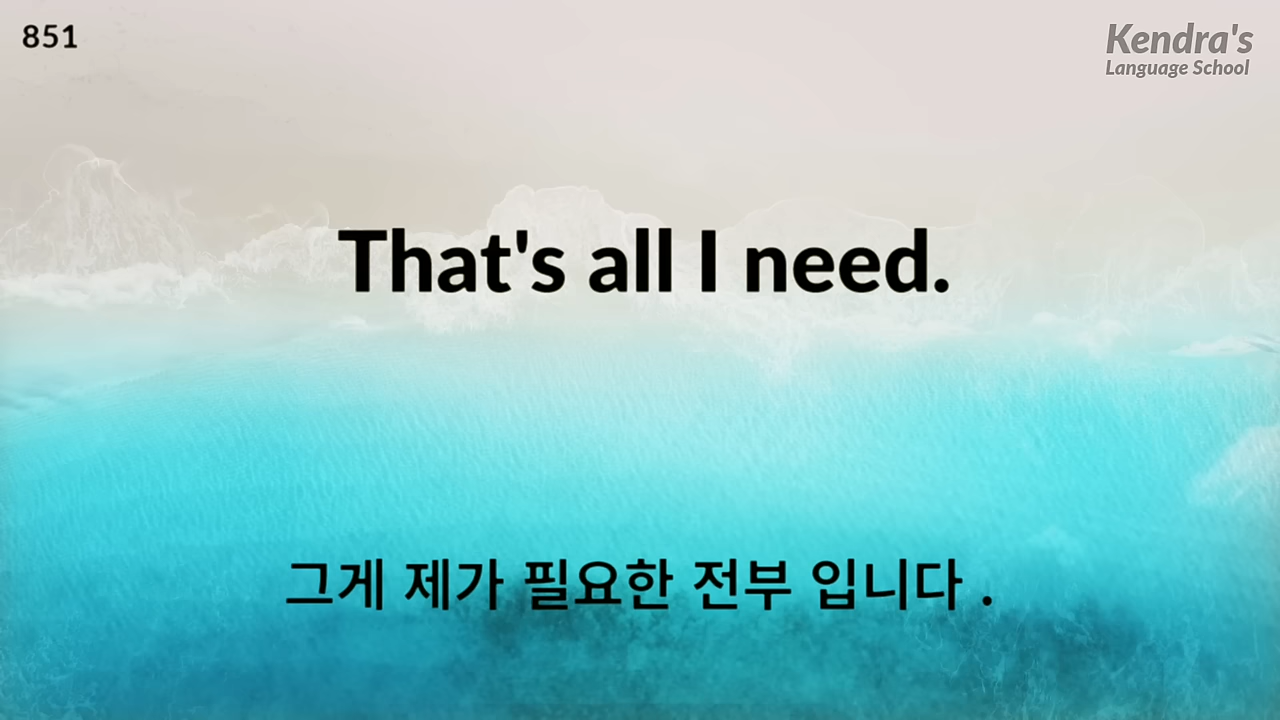 851
Kendra's
Language School
That's all I need.
그게 제가 필요한 전부 입니다 .